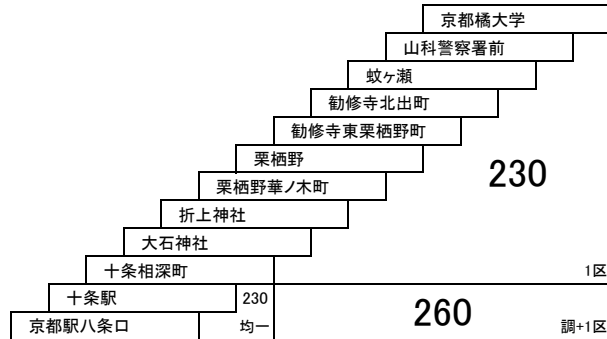 京都橘大学
山科警察署前
蚊ヶ瀬
勧修寺北出町
勧修寺東栗栖野町
栗栖野
230
栗栖野華ノ木町
折上神社
大石神社
十条相深町
1区
十条駅
230
260
京都駅八条口
均一
調+1区